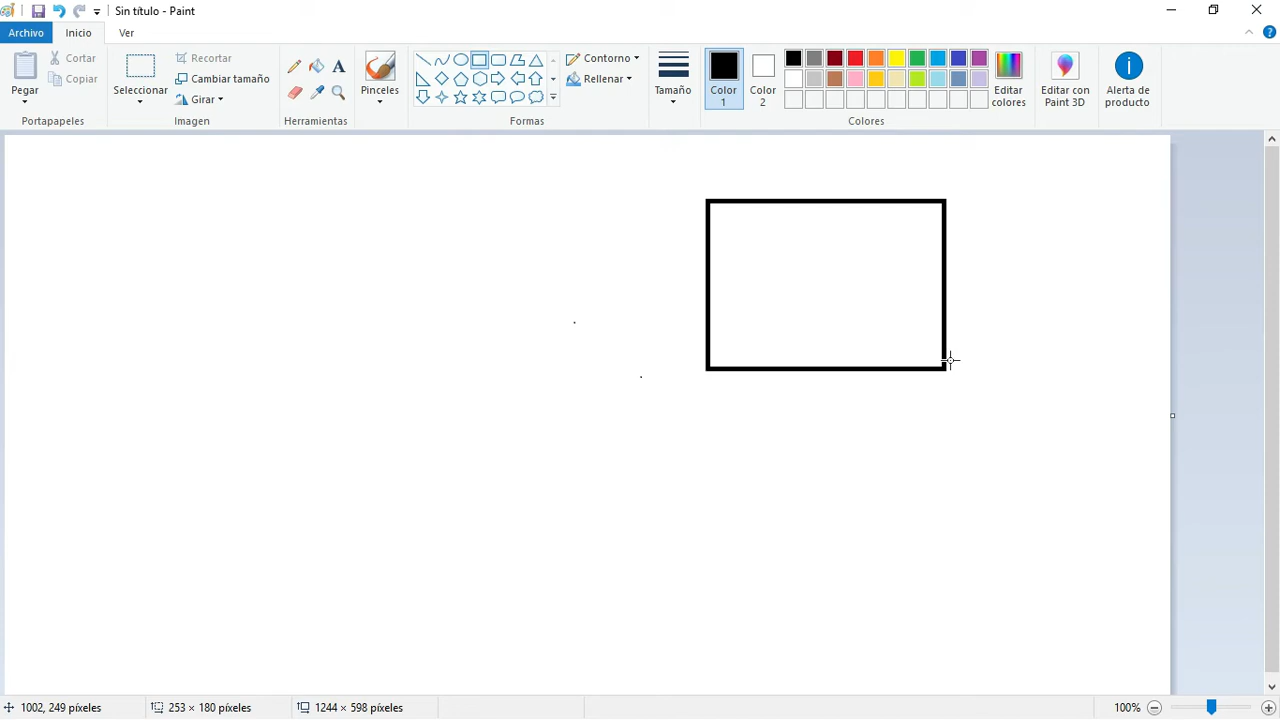 Sin título - Paint
Archivo Inicio Ver
Pegar
Cortar
Copiar
Portapapeles
Seleccionar
Recortar
Cambiar tamaño
Girar
Imagen
A
Herramientas
Pinceles
Contorno
Rellenar
Formas
Tamaño
Color
1
Color
2
Editar
colores
Colores
Editar con
Paint 3D
Alerta de
producto
1002, 249 píxeles 253 × 180 píxeles 1244 × 598 píxeles 100%